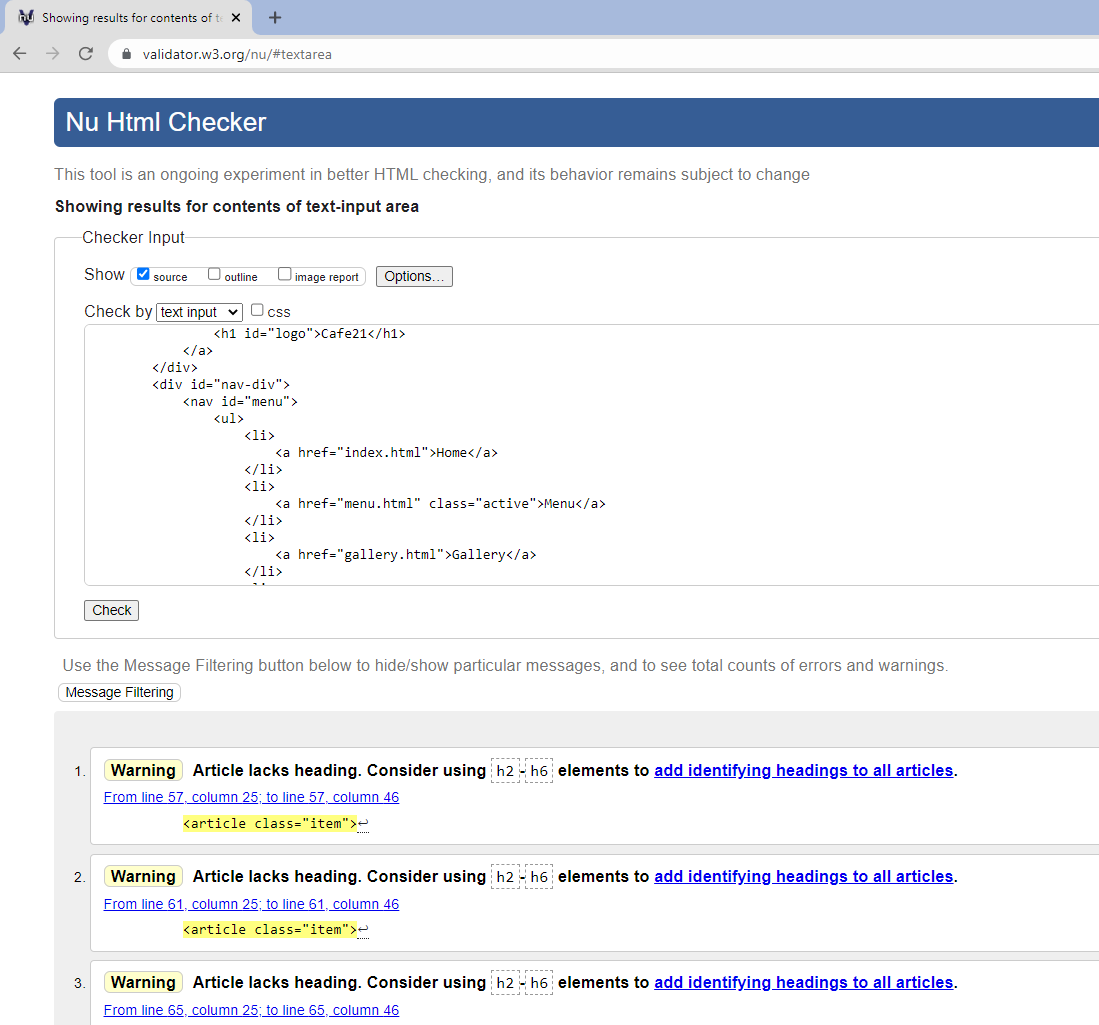 Showing results for contents of t
validator.w3.org/nu/#textarea
Nu Html Checker
This tool is an ongoing experiment in better HTML checking, and its behavior remains subject to change
Showing results for contents of text-input area
Checker Input
Show source outline image report Options...
Check by text input css
<h1 id="logo">Cafe21</h1>
</a>
</div>
<div id="nav-div">
<nav id="menu">
<ul>
<li>
<a href="index.html">Home</a>
</li>
<li>
<a href="menu.html" class="active">Menu</a>
</li>
<li>
<a href="gallery.html">Gallery</a>
</li>
Check
Use the Message Filtering button below to hide/show particular messages, and to see total counts of errors and warnings.
Message Filtering
1. Warning Article lacks heading. Consider using h2-h6 elements to add identifying headings to all articles.
From line 57, column 25; to line 57, column 46
<article class="item">↩
2. Warning Article lacks heading. Consider using h2-h6 elements to add identifying headings to all articles.
From line 61, column 25; to line 61, column 46
<article class="item">↩
3. Warning Article lacks heading. Consider using h2-h6 elements to add identifying headings to all articles.
From line 65, column 25; to line 65, column 46